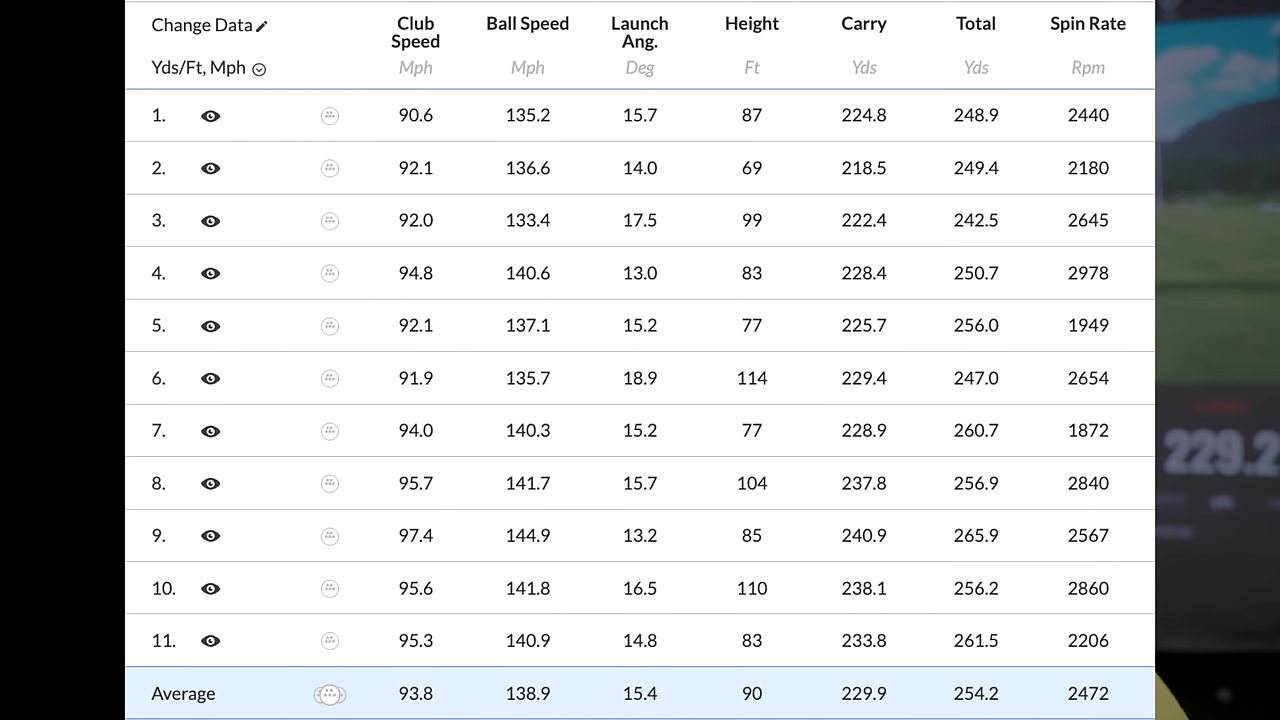 Change Data Club Speed Ball Speed Launch Ang. Height Carry Total Spin Rate
Yds/Ft, Mph Mph Mph Deg Ft Yds Yds Rpm
1. 90.6 135.2 15.7 87 224.8 248.9 2440
2. 92.1 136.6 14.0 69 218.5 249.4 2180
3. 92.0 133.4 17.5 99 222.4 242.5 2645
4. 94.8 140.6 13.0 83 228.4 250.7 2978
5. 92.1 137.1 15.2 77 225.7 256.0 1949
6. 91.9 135.7 18.9 114 229.4 247.0 2654
7. 94.0 140.3 15.2 77 228.9 260.7 1872
8. 95.7 141.7 15.7 104 237.8 256.9 2840
9. 97.4 144.9 13.2 85 240.9 265.9 2567
10. 95.6 141.8 16.5 110 238.1 256.2 2860
11. 95.3 140.9 14.8 83 233.8 261.5 2206
Average 93.8 138.9 15.4 90 229.9 254.2 2472
229.2